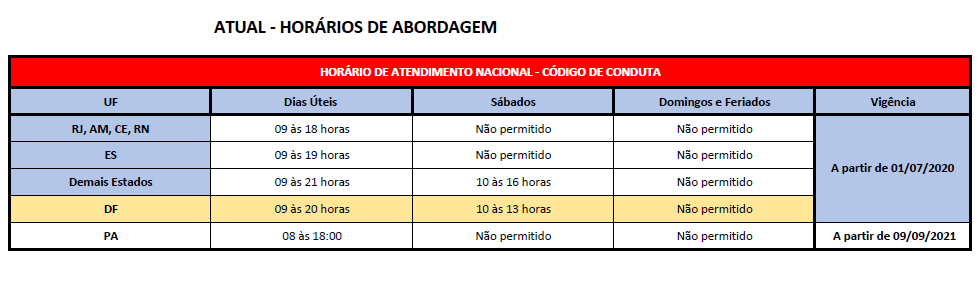 ATUAL - HORÁRIOS DE ABORDAGEM
HORÁRIO DE ATENDIMENTO NACIONAL - CÓDIGO DE CONDUTA
UF Dias Úteis Sábados Domingos e Feriados Vigência
RJ, AM, CE, RN 09 às 18 horas Não permitido Não permitido
ES 09 às 19 horas Não permitido Não permitido
A partir de 01/07/2020
Demais Estados 09 às 21 horas 10 às 16 horas Não permitido
DF 09 às 20 horas 10 às 13 horas Não permitido
PA 08 às 18:00 Não permitido Não permitido A partir de 09/09/2021